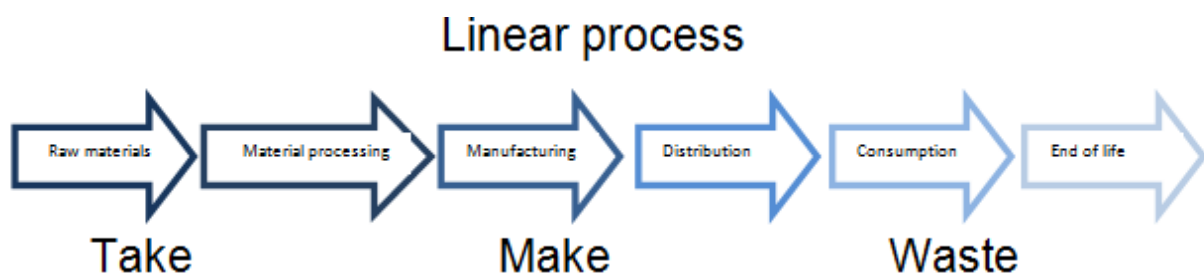 Linear process
Raw materials
Material processing
Manufacturing
Distribution
Consumption
End of life
Take
Make
Waste